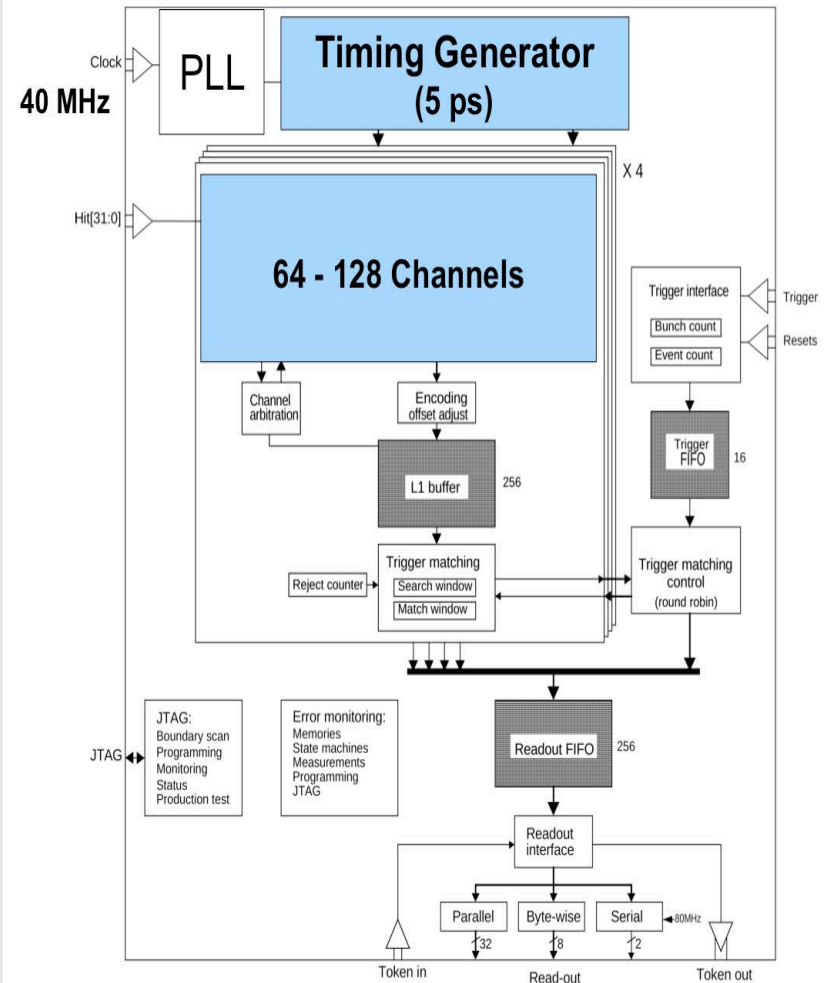 Clock
40 MHz
PLL
Timing Generator
(5 ps)
X 4
Hit[31:0]
64 - 128 Channels
Trigger interface
Bunch count
Event count
Trigger
Resets
Channel
arbitration
Encoding
offset adjust
Trigger
FIFO
16
L1 buffer
256
Trigger matching
Search window
Match window
Reject counter
Trigger matching
control
(round robin)
JTAG
JTAG:
Boundary scan
Programming
Monitoring
Status
Production test
Error monitoring:
Memories
State machines
Measurements
Programming
JTAG
Readout FIFO
256
Readout
interface
Parallel
Byte-wise
Serial
80MHz
32
8
2
Token in
Read-out
Token out